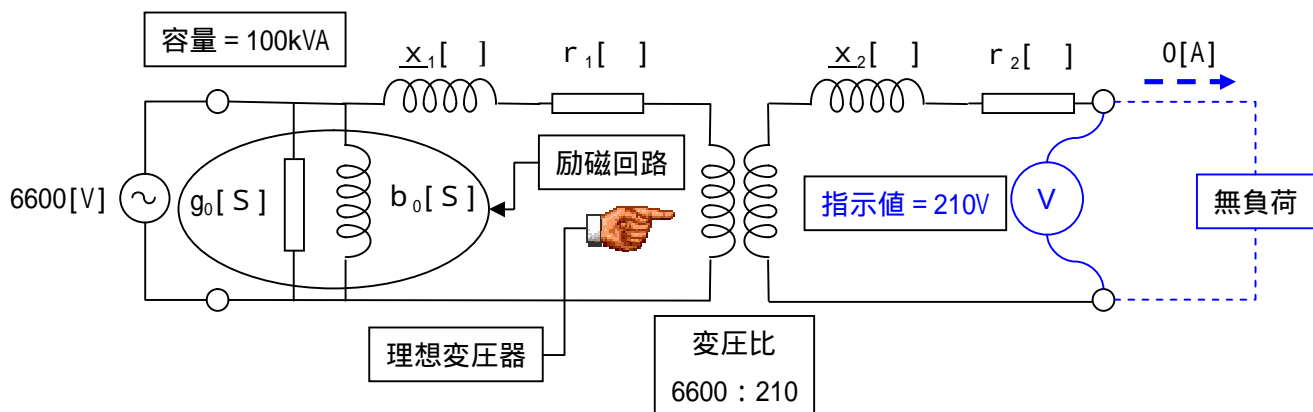 容量＝100kVA
x₁[　]
r₁[　]
x₂[　]
r₂[　]
0[A]
6600[V]
g₀[S]
b₀[S]
励磁回路
指示値＝210V
V
無負荷
理想変圧器
変圧比
6600：210